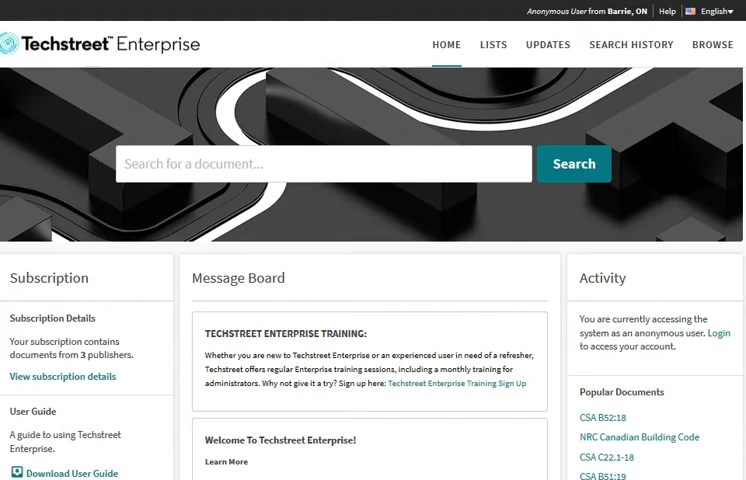 Anonymous User from Barrie, ON Help English
Techstreet™ Enterprise
HOME LISTS UPDATES SEARCH HISTORY BROWSE
Search for a document... Search
Subscription
Subscription Details
Your subscription contains
documents from 3 publishers.
View subscription details
User Guide
A guide to using Techstreet
Enterprise.
Download User Guide
Message Board
TECHSTREET ENTERPRISE TRAINING:
Whether you are new to Techstreet Enterprise or an experienced user in need of a refresher,
Techstreet offers regular Enterprise training sessions, including a monthly training for
administrators. Why not give it a try? Sign up here: Techstreet Enterprise Training Sign Up
Welcome To Techstreet Enterprise!
Learn More
Activity
You are currently accessing the
system as an anonymous user. Login
to access your account.
Popular Documents
CSA B52:18
NRC Canadian Building Code
CSA C22.1-18
CSA B51:19